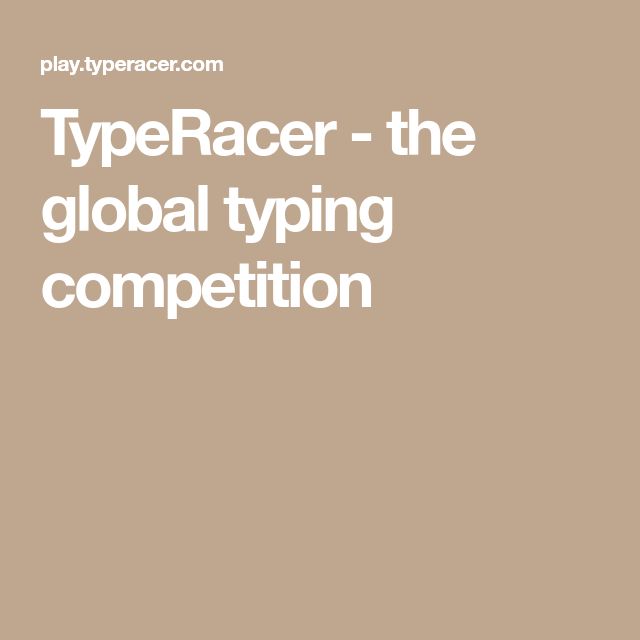 play.typeracer.com
TypeRacer - the
global typing
competition